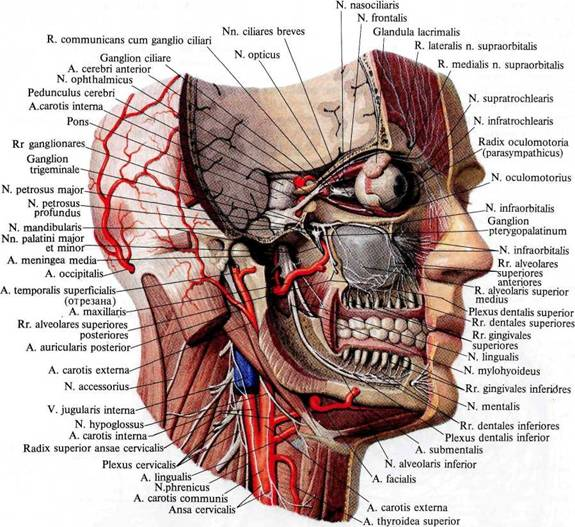 N. nasociliaris
N. frontalis
Glandula lacrimalis
R. lateralis n. supraorbitalis
R. medialis n. supraorbitalis
N. supratrochlearis
N. infratrochlearis
Radix oculomotoria
(parasympathicus)
N. oculomotorius
N. infraorbitalis
Ganglion
pterygopalatinum
N. infraorbitalis
Rr. alveolares
superiores
anteriores
R. alveolaris superior
medius
Plexus dentalis superior
Rr. dentales superiores
Rr. gingivales
superiores
N. lingualis
N. mylohyoideus
Rr. gingivales inferiores
N. mentalis
Rr. dentales inferiores
Plexus dentalis inferior
A. submentalis
N. alveolaris inferior
A. facialis
A. carotis externa
A. thyroidea superior
Nn. ciliares breves
R. communicans cum ganglio ciliari
N. opticus
Ganglion ciliare
A. cerebri anterior
N. ophthalmicus
Pedunculus cerebri
A.carotis interna
Pons
Rr ganglionares
Ganglion
trigeminale
N. petrosus major
N. petrosus
profundus
N. mandibularis
Nn. palatini major
et minor
A. meningea media
A. occipitalis
A. temporalis superficialis
(отрезана)
A. maxillaris
Rr. alveolares superiores
posteriores
A. auricularis posterior
A. carotis externa
N. accessorius
V. jugularis interna
N. hypoglossus
A. carotis interna
Radix superior ansae cervicalis
Plexus cervicalis
A. lingualis
N.phrenicus
A. carotis communis
Ansa cervicalis